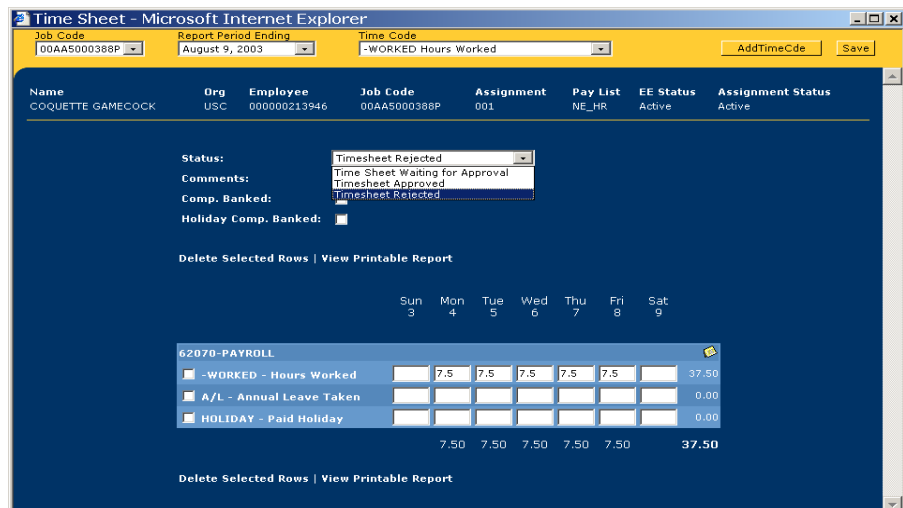 Time Sheet - Microsoft Internet Explorer
Job Code Report Period Ending Time Code
00AA5000388P August 9, 2003 -WORKED Hours Worked AddTimeCde Save
Name Org Employee Job Code Assignment Pay List EE Status Assignment Status
COQUETTE GAMECOCK USC 000000213946 00AA5000388P 001 NE_HR Active Active
Status: Timesheet Rejected
Time Sheet Waiting for Approval
Comments: Timesheet Approved
Timesheet Rejected
Comp. Banked:
Holiday Comp. Banked:
Delete Selected Rows | View Printable Report
Sun Mon Tue Wed Thu Fri Sat
3 4 5 6 7 8 9
62070-PAYROLL
-WORKED - Hours Worked 7.5 7.5 7.5 7.5 7.5 37.50
A/L - Annual Leave Taken 0.00
HOLIDAY - Paid Holiday 0.00
7.50 7.50 7.50 7.50 7.50 37.50
Delete Selected Rows | View Printable Report